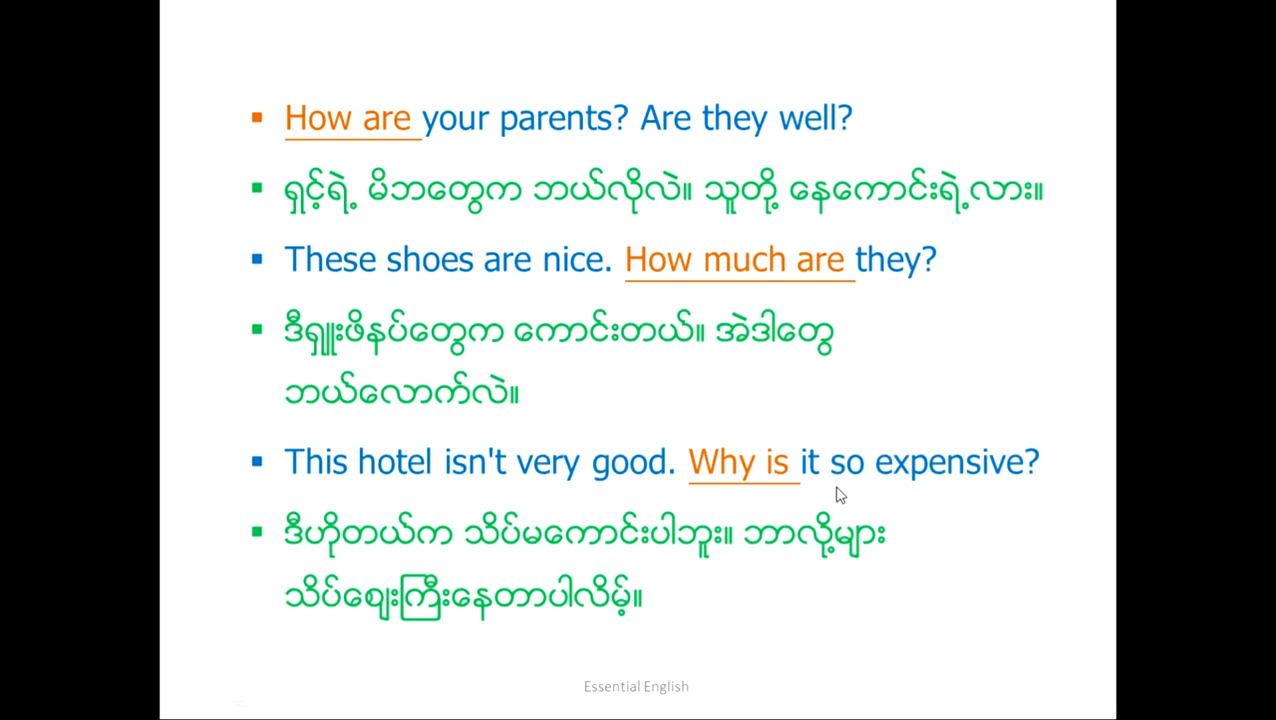 How are your parents? Are they well?
ရှင့်ရဲ့ မိဘတွေက ဘယ်လိုလဲ။ သူတို့ နေကောင်းရဲ့လား။
These shoes are nice. How much are they?
ဒီရှူးဖိနပ်တွေက ကောင်းတယ်။ အဲဒါတွေ
ဘယ်လောက်လဲ။
This hotel isn't very good. Why is it so expensive?
ဒီဟိုတယ်က သိပ်မကောင်းပါဘူး။ ဘာလို့များ
သိပ်ဈေးကြီးနေတာပါလိမ့်။
Essential English